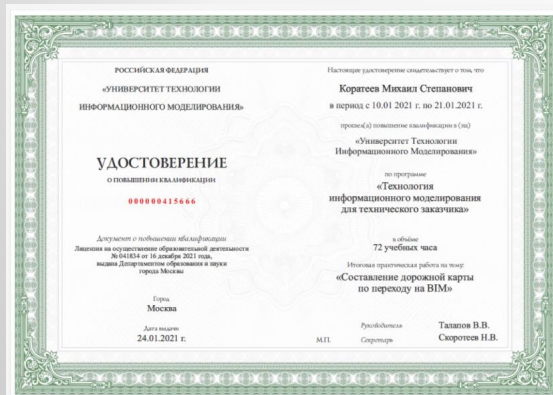 РОССИЙСКАЯ ФЕДЕРАЦИЯ
«УНИВЕРСИТЕТ ТЕХНОЛОГИИ
ИНФОРМАЦИОННОГО МОДЕЛИРОВАНИЯ»
УДОСТОВЕРЕНИЕ
О ПОВЫШЕНИИ КВАЛИФИКАЦИИ
000000415666
Документ о повышении квалификации
Лицензия на осуществление образовательной деятельности
№ 041834 от 16 декабря 2021 года,
выдана Департаментом образования и науки
города Москвы
Город
Москва
Дата выдачи
24.01.2021 г.
Настоящее удостоверение свидетельствует о том, что
Коратеев Михаил Степанович
в период с 10.01 2021 г. по 21.01.2021 г.
прошел(а) повышение квалификации в (на)
«Университет Технологии
Информационного Моделирования»
по программе
«Технология
информационного моделирования
для технического заказчика»
в объёме
72 учебных часа
Итоговая практическая работа на тему:
«Составление дорожной карты
по переходу на BIM»
Руководитель Талапов В.В.
М.П. Секретарь Скоротеев Н.В.